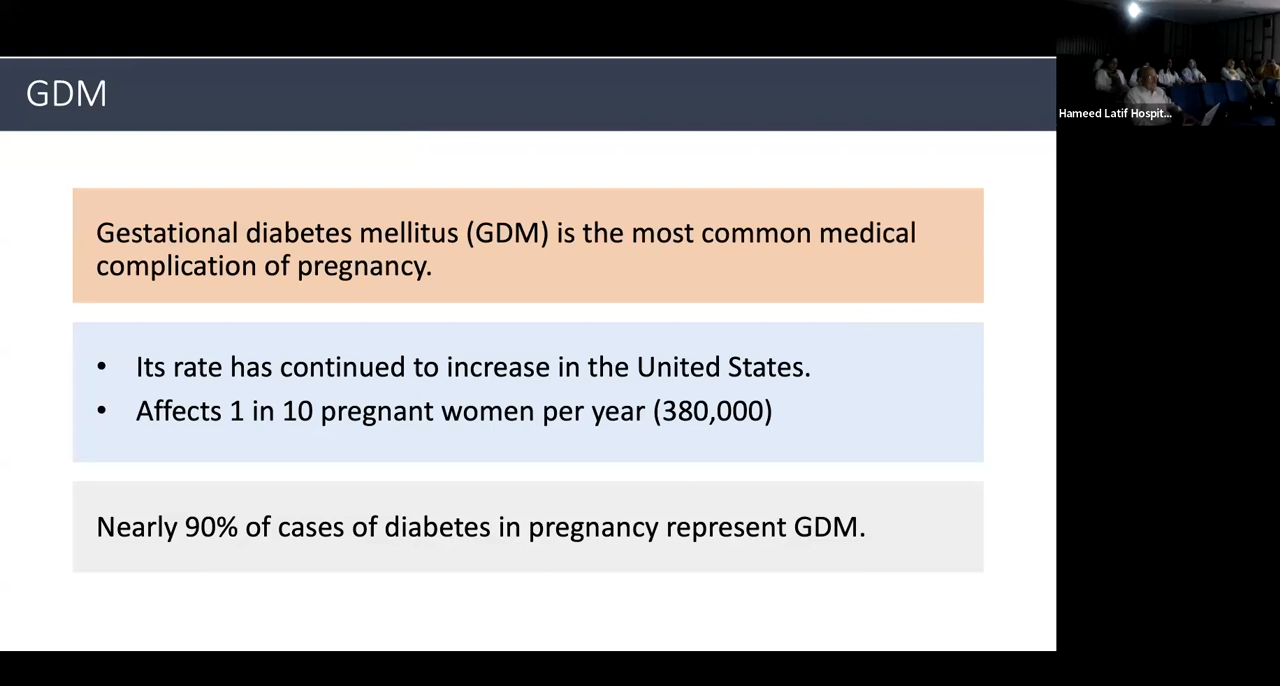 GDM
Hameed Latif Hospit...
Gestational diabetes mellitus (GDM) is the most common medical
complication of pregnancy.
• Its rate has continued to increase in the United States.
• Affects 1 in 10 pregnant women per year (380,000)
Nearly 90% of cases of diabetes in pregnancy represent GDM.